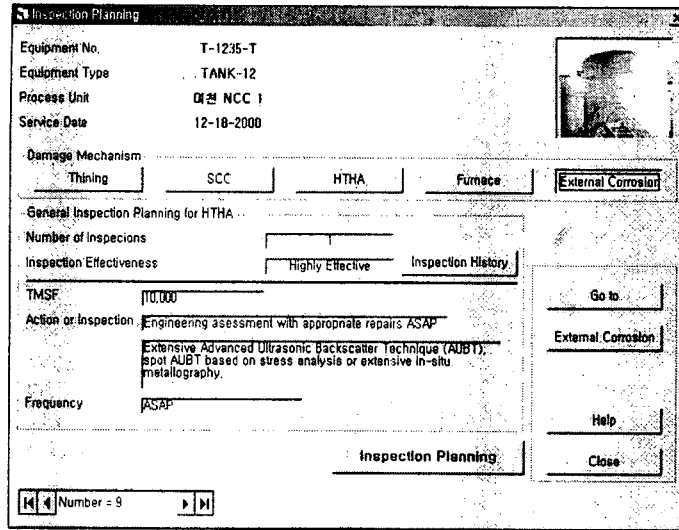 Inspection Planning
Equipment No. T-1235-T
Equipment Type TANK-12
Process Unit 여천 NCC 1
Service Date 12-18-2000
Damage Mechanism
Thining SCC HTHA Furnace External Corrosion
General Inspection Planning for HTHA
Number of Inspecions
Inspection Effectiveness Highly Effective Inspection History
TMSF 10,000
Action or Inspection Engineering asessment with appropriate repairs ASAP
Extensive Advanced Ultrasonic Backscatter Technique (AUBT),
spot AUBT based on stress analysis or extensive in-situ
metallography.
Frequency ASAP
Go to
External Corrosion
Help
Inspection Planning Close
Number = 9